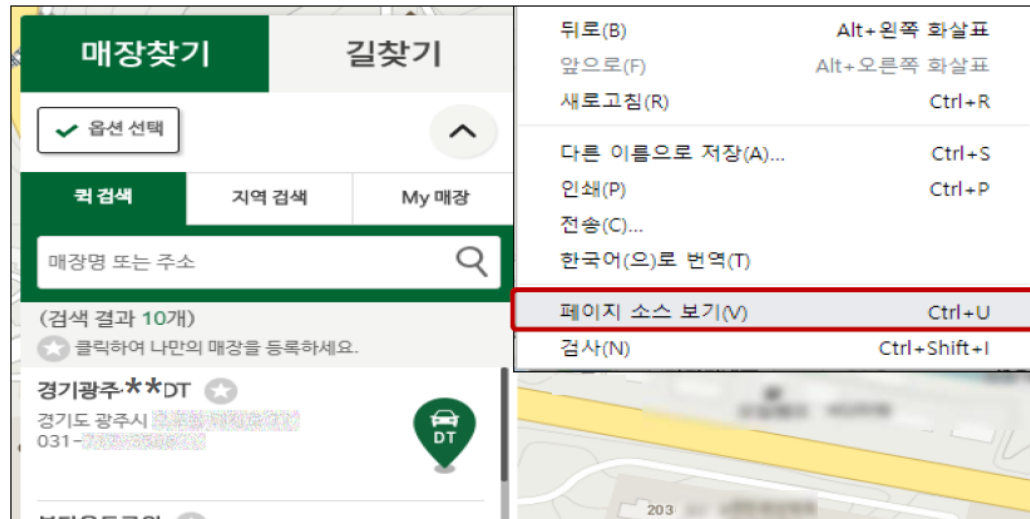 매장찾기
길찾기
옵션 선택
퀵 검색
지역 검색
My 매장
매장명 또는 주소
(검색 결과 10개)
클릭하여 나만의 매장을 등록하세요.
경기광주**DT
경기도 광주시
031-
DT
뒤로(B) Alt+왼쪽 화살표
앞으로(F) Alt+오른쪽 화살표
새로고침(R) Ctrl+R
다른 이름으로 저장(A)... Ctrl+S
인쇄(P) Ctrl+P
전송(C)...
한국어(으)로 번역(T)
페이지 소스 보기(V) Ctrl+U
검사(N) Ctrl+Shift+I
203